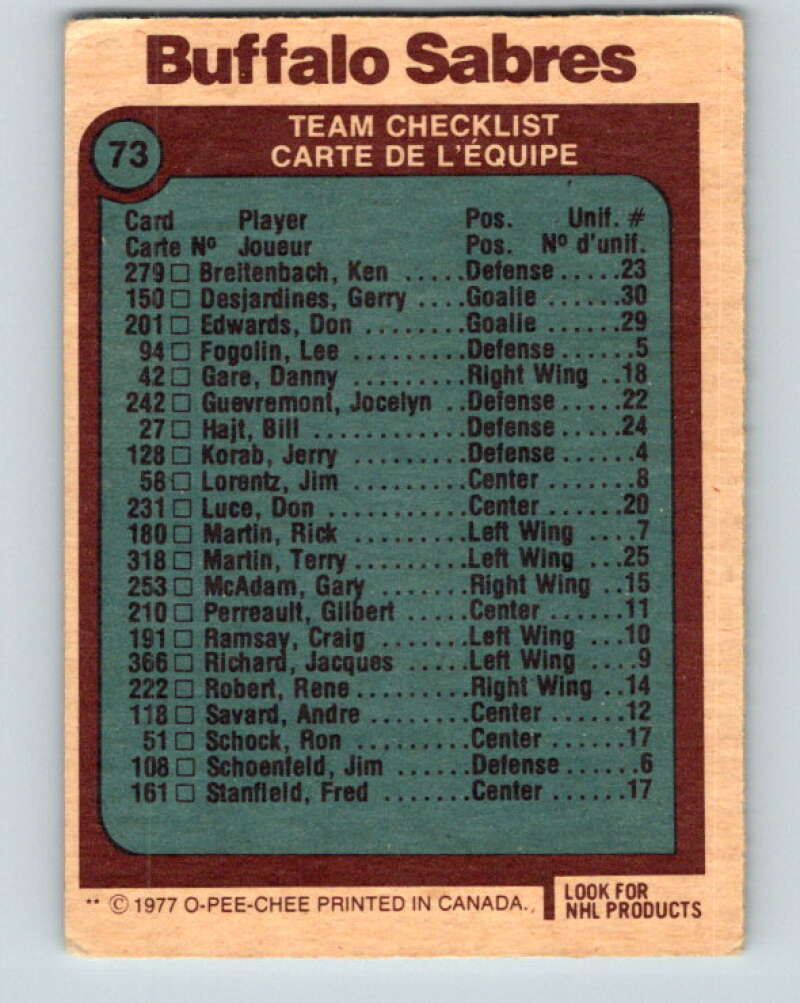 Buffalo Sabres
73
TEAM CHECKLIST
CARTE DE L'ÉQUIPE
Card Player Pos. Unif. #
Carte Nº Joueur Pos. Nº d'unif.
279 □ Breitenbach, Ken .....Defense.....23
150 □ Desjardines, Gerry ....Goalie......30
201 □ Edwards, Don ........Goalie......29
94 □ Fogolin, Lee .........Defense......5
42 □ Gare, Danny .........Right Wing ..18
242 □ Guevremont, Jocelyn ..Defense.....22
27 □ Hajt, Bill ............Defense.....24
128 □ Korab, Jerry .........Defense......4
58 □ Lorentz, Jim .........Center.......8
231 □ Luce, Don ...........Center......20
180 □ Martin, Rick .........Left Wing ....7
318 □ Martin, Terry.........Left Wing ...25
253 □ McAdam, Gary .......Right Wing ..15
210 □ Perreault, Gilbert .....Center ......11
191 □ Ramsay, Craig .......Left Wing ...10
366 □ Richard, Jacques .....Left Wing ....9
222 □ Robert, Rene.........Right Wing ..14
118 □ Savard, Andre ........Center ......12
51 □ Schock, Ron .........Center ......17
108 □ Schoenfeld, Jim ......Defense......6
161 □ Stanfield, Fred .......Center ......17
** © 1977 O-PEE-CHEE PRINTED IN CANADA.
LOOK FOR
NHL PRODUCTS